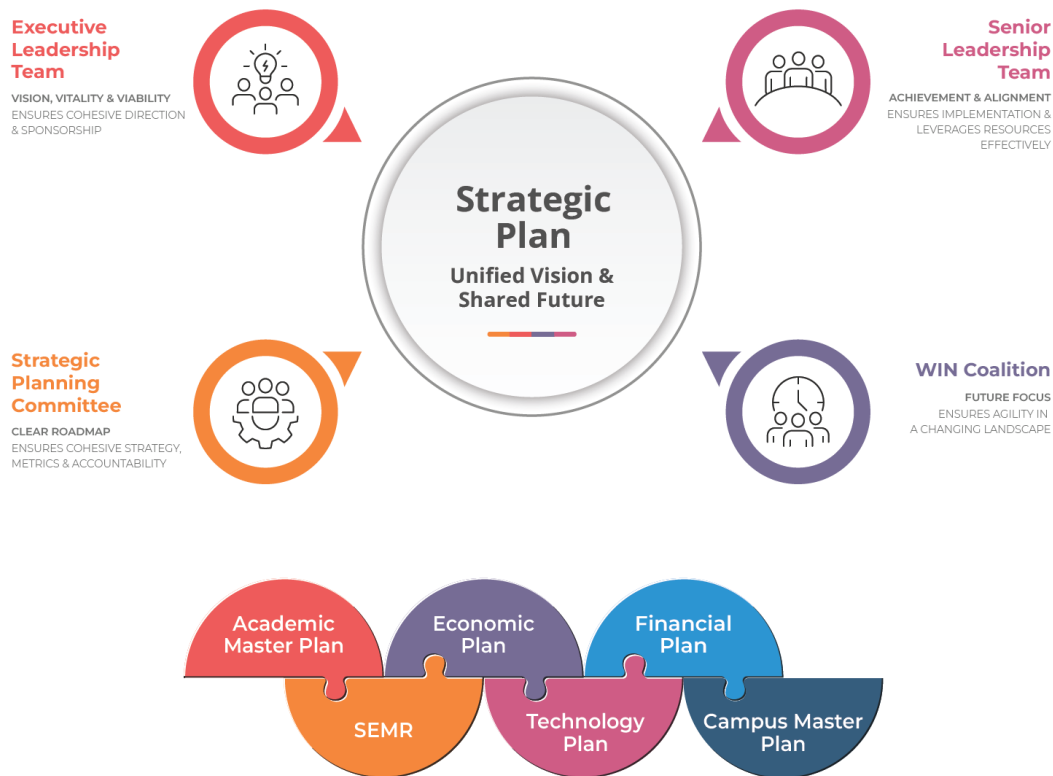 Executive
Leadership
Team
VISION, VITALITY & VIABILITY
ENSURES COHESIVE DIRECTION
& SPONSORSHIP
Senior
Leadership
Team
ACHIEVEMENT & ALIGNMENT
ENSURES IMPLEMENTATION &
LEVERAGES RESOURCES
EFFECTIVELY
Strategic
Plan
Unified Vision &
Shared Future
Strategic
Planning
Committee
CLEAR ROADMAP
ENSURES COHESIVE STRATEGY,
METRICS & ACCOUNTABILITY
WIN Coalition
FUTURE FOCUS
ENSURES AGILITY IN
A CHANGING LANDSCAPE
Academic
Master Plan
Economic
Plan
Financial
Plan
SEMR
Technology
Plan
Campus Master
Plan